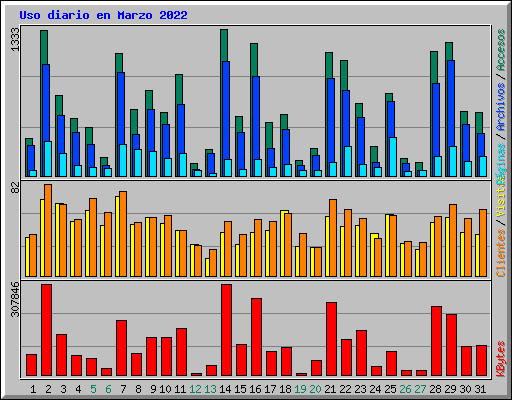 Uso diario en Marzo 2022
1333
82
307846
Accesos
/ Archivos /
Páginas
Clientes / Visitas
KBytes
1 2 3 4 5 6 7 8 9 10 11 12 13 14 15 16 17 18 19 20 21 22 23 24 25 26 27 28 29 30 31